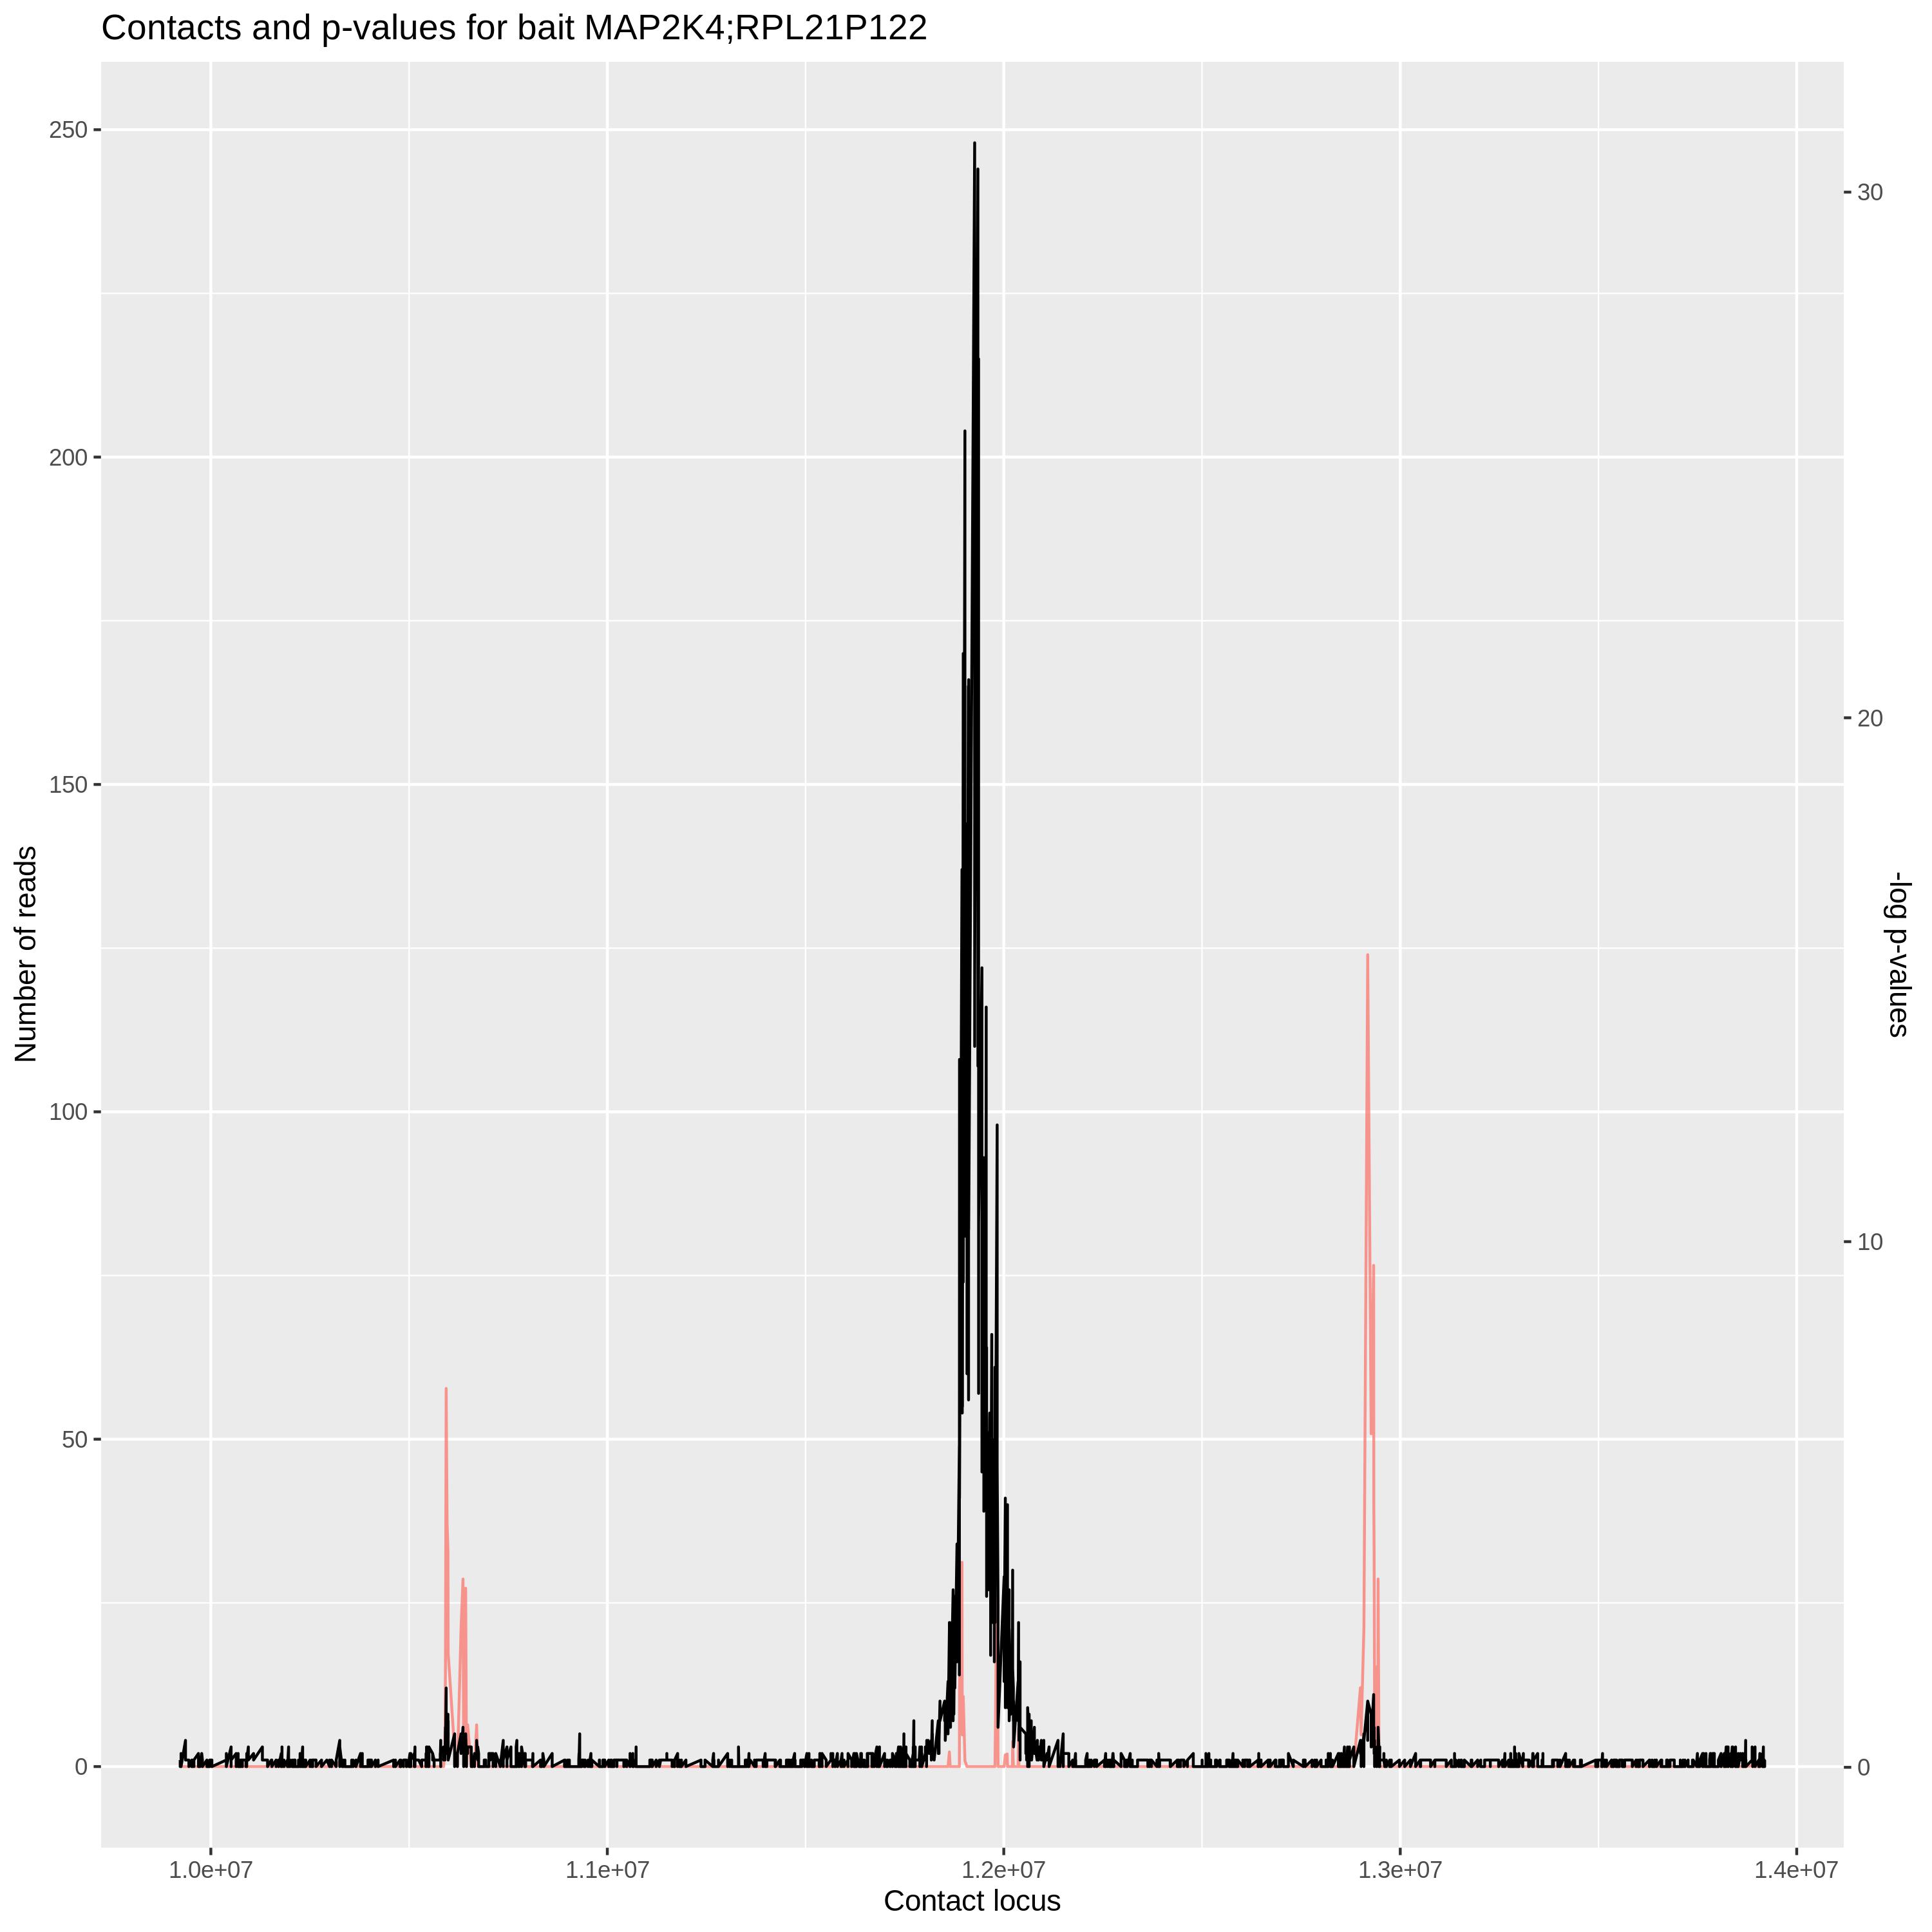 Contacts and p-values for bait MAP2K4;RPL21P122
250
200
150
100
50
0
30
20
10
0
Number of reads
-log p-values
1.0e+07 1.1e+07 1.2e+07 1.3e+07 1.4e+07
Contact locus